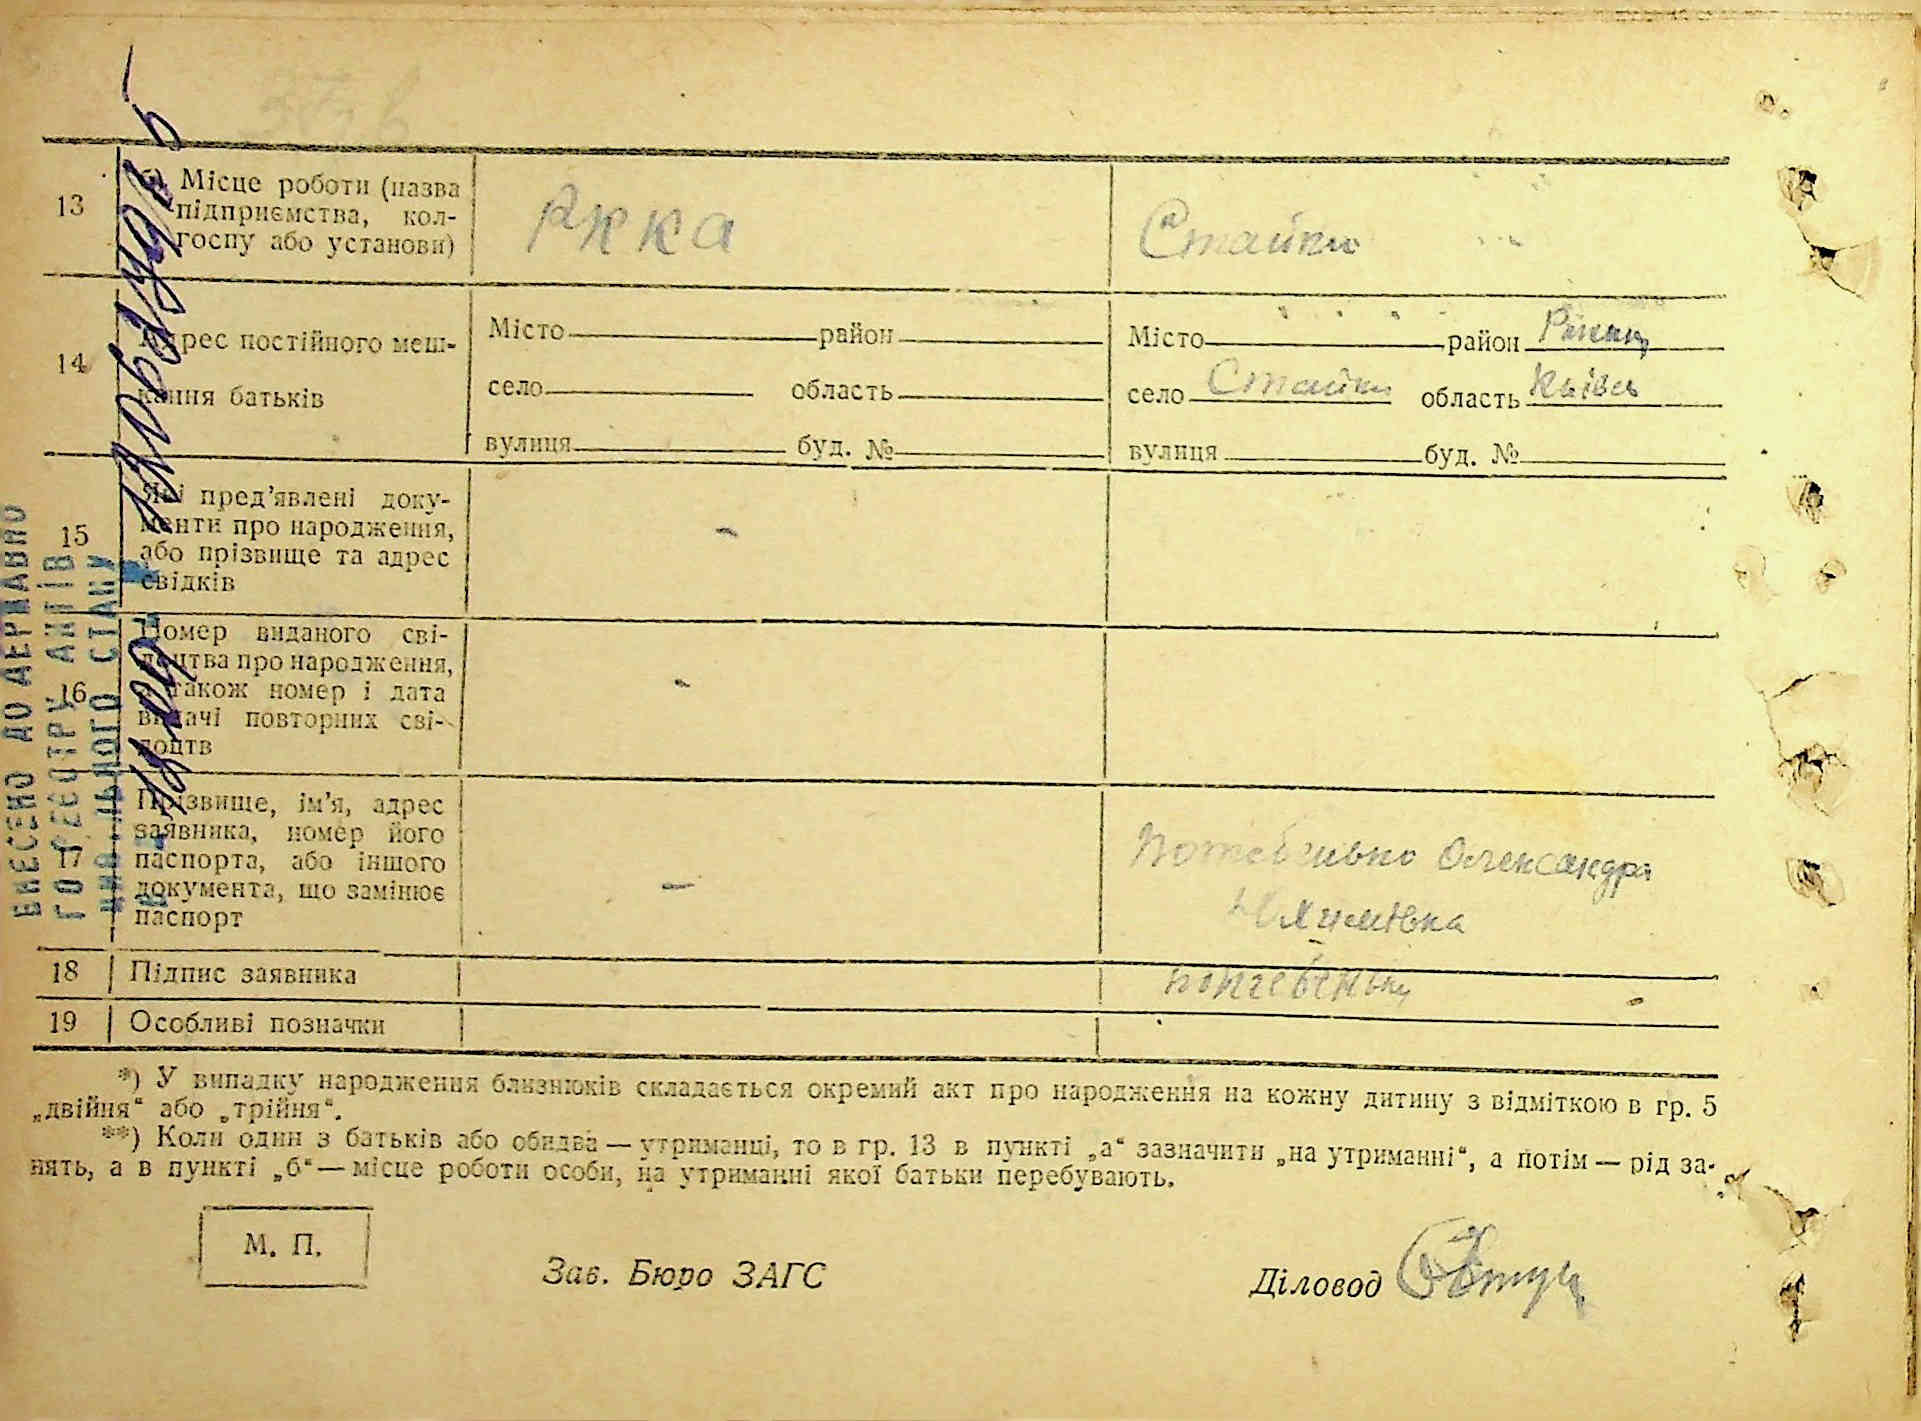 13
б) Місце роботи (назва
підприємства, кол-
госпу або установи)
РККА
Стайки
14
Адрес постійного меш-
кання батьків
Місто район
село область
вулиця буд. №
Місто район
село Стайки область Київсь
вулиця буд. №
15
Які пред’явлені доку-
менти про народження,
або прізвище та адрес
свідків
-
16
Номер виданого сві-
доцтва про народження,
а також номер і дата
видачі повторних сві-
доцтв
-
17
Прізвище, ім’я, адрес
заявника, номер його
паспорта, або іншого
документа, що замінює
паспорт
-
Потебенько Олександра
18
Підпис заявника
Потебеньк
19
Особливі позначки
*) У випадку народження близнюків складається окремий акт про народження на кожну дитину з відміткою в гр. 5
„двійня“ або „трійня“.
**) Коли один з батьків або обидва — утриманці, то в гр. 13 в пункті „а“ зазначити „на утриманні“, а потім — рід за-
нять, а в пункті „б“ — місце роботи особи, на утриманні якої батьки перебувають.
М. П.
Зав. Бюро ЗАГС
Діловод
ВНЕСЕНО ДО ДЕРЖАВНО
ГО РЕЄСТРУ АКТІВ
ЦИВІЛЬНОГО СТАНУ
№